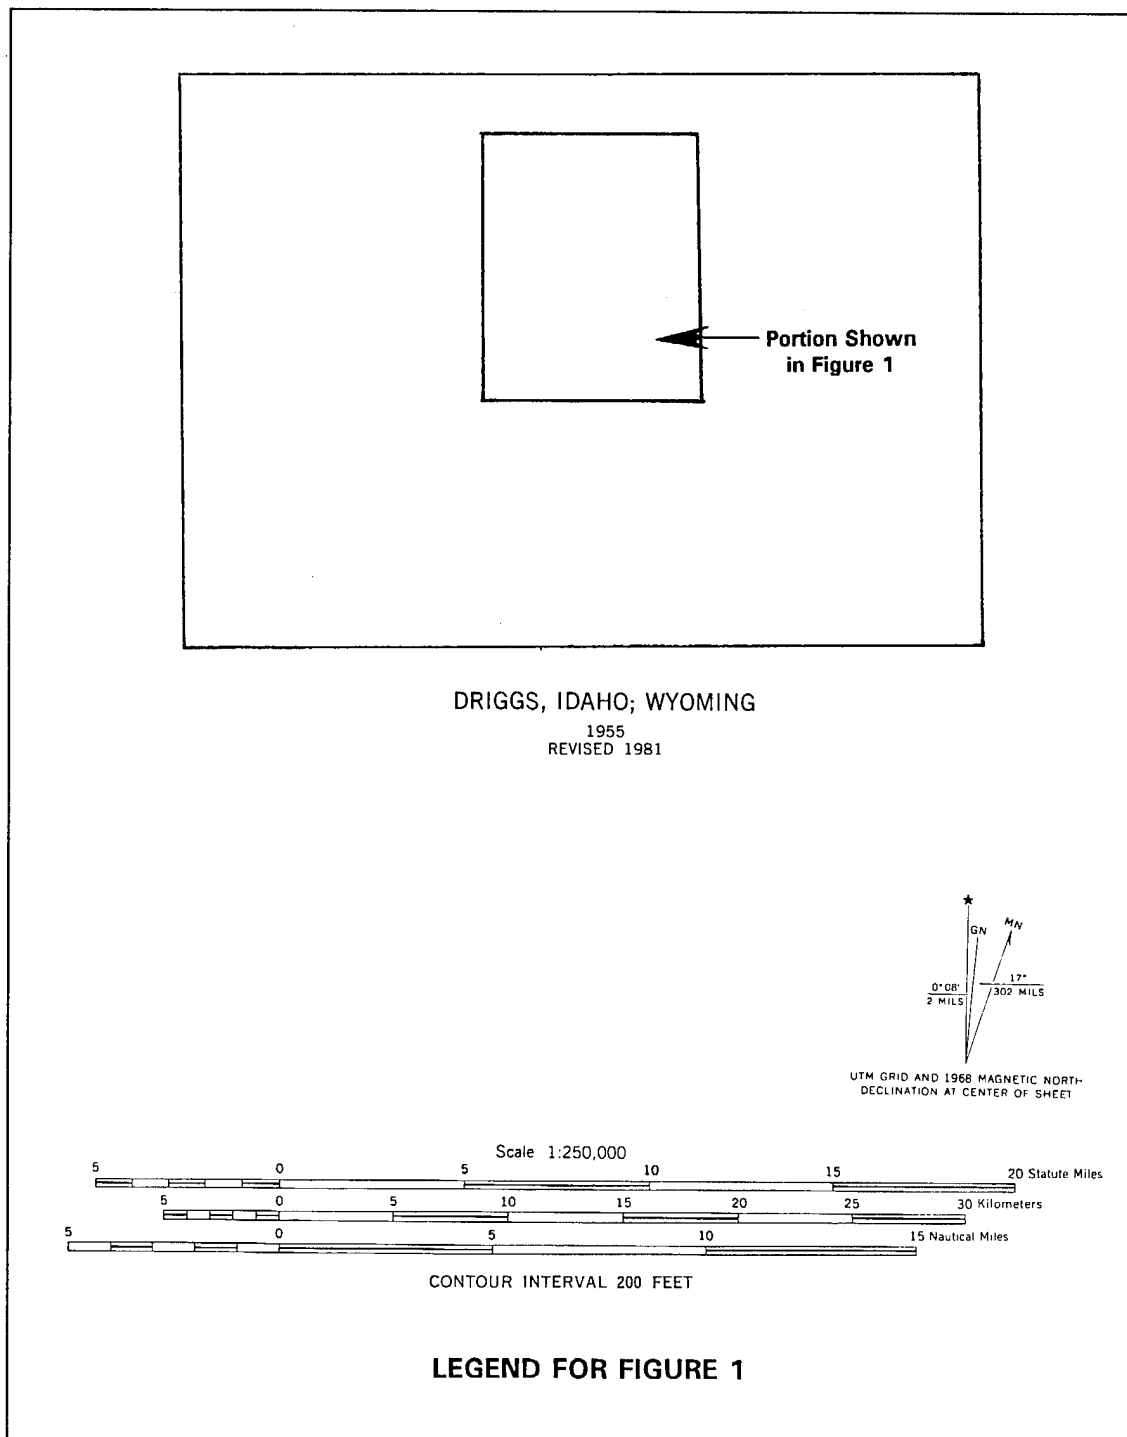 Portion Shown
in Figure 1
DRIGGS, IDAHO; WYOMING
1955
REVISED 1981
★
GN
MN
0°08'
2 MILS
17°
302 MILS
UTM GRID AND 1968 MAGNETIC NORTH
DECLINATION AT CENTER OF SHEET
Scale 1:250,000
5 0 5 10 15 20 Statute Miles
5 0 5 10 15 20 25 30 Kilometers
5 0 5 10 15 Nautical Miles
CONTOUR INTERVAL 200 FEET
LEGEND FOR FIGURE 1